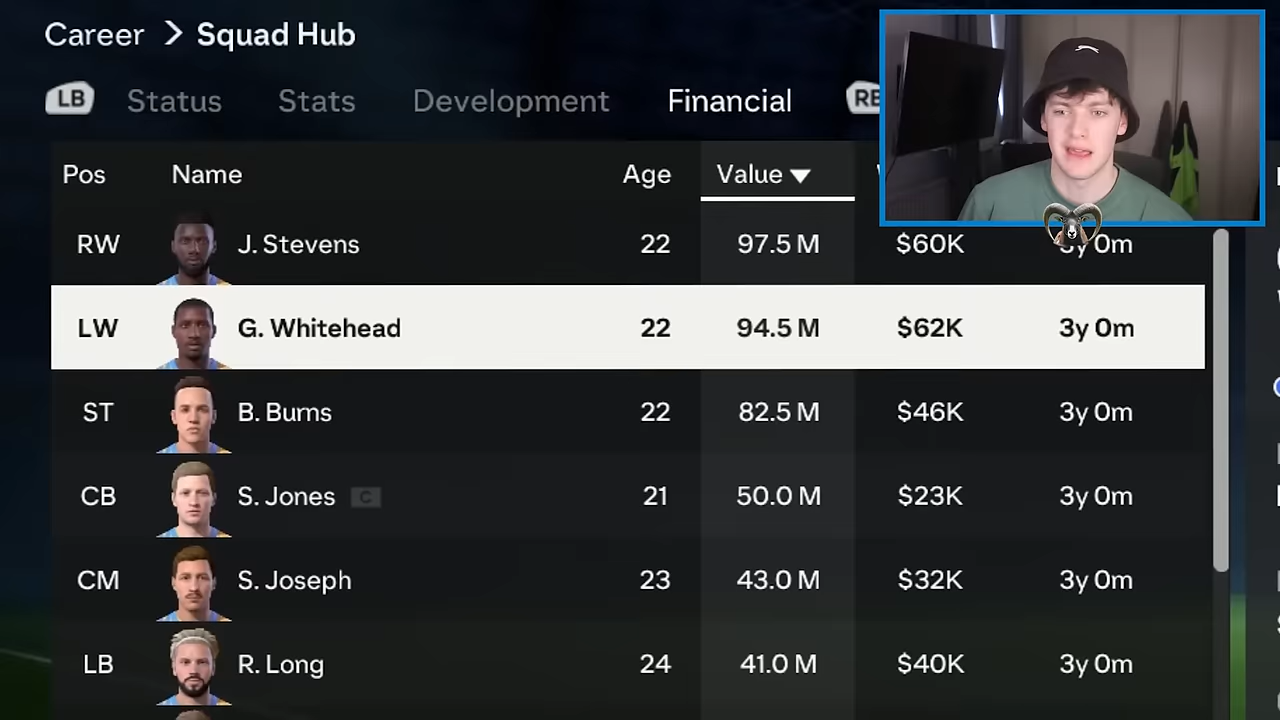 Career > Squad Hub
LB Status Stats Development Financial
Pos Name Age Value ▼
RW J. Stevens 22 97.5 M $60K 3y 0m
LW G. Whitehead 22 94.5 M $62K 3y 0m
ST B. Burns 22 82.5 M $46K 3y 0m
CB S. Jones C 21 50.0 M $23K 3y 0m
CM S. Joseph 23 43.0 M $32K 3y 0m
LB R. Long 24 41.0 M $40K 3y 0m